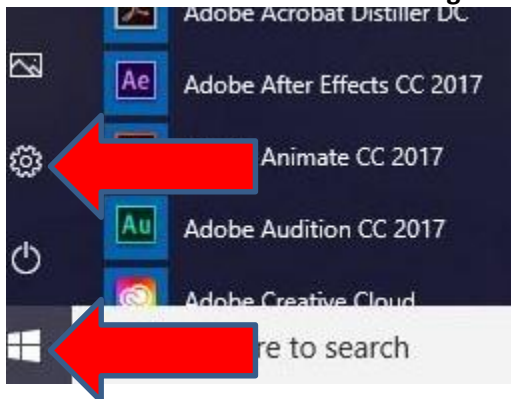 g
Adobe Acrobat Distiller DC
Ae Adobe After Effects CC 2017
Animate CC 2017
Au Adobe Audition CC 2017
Adobe Creative Cloud
re to search